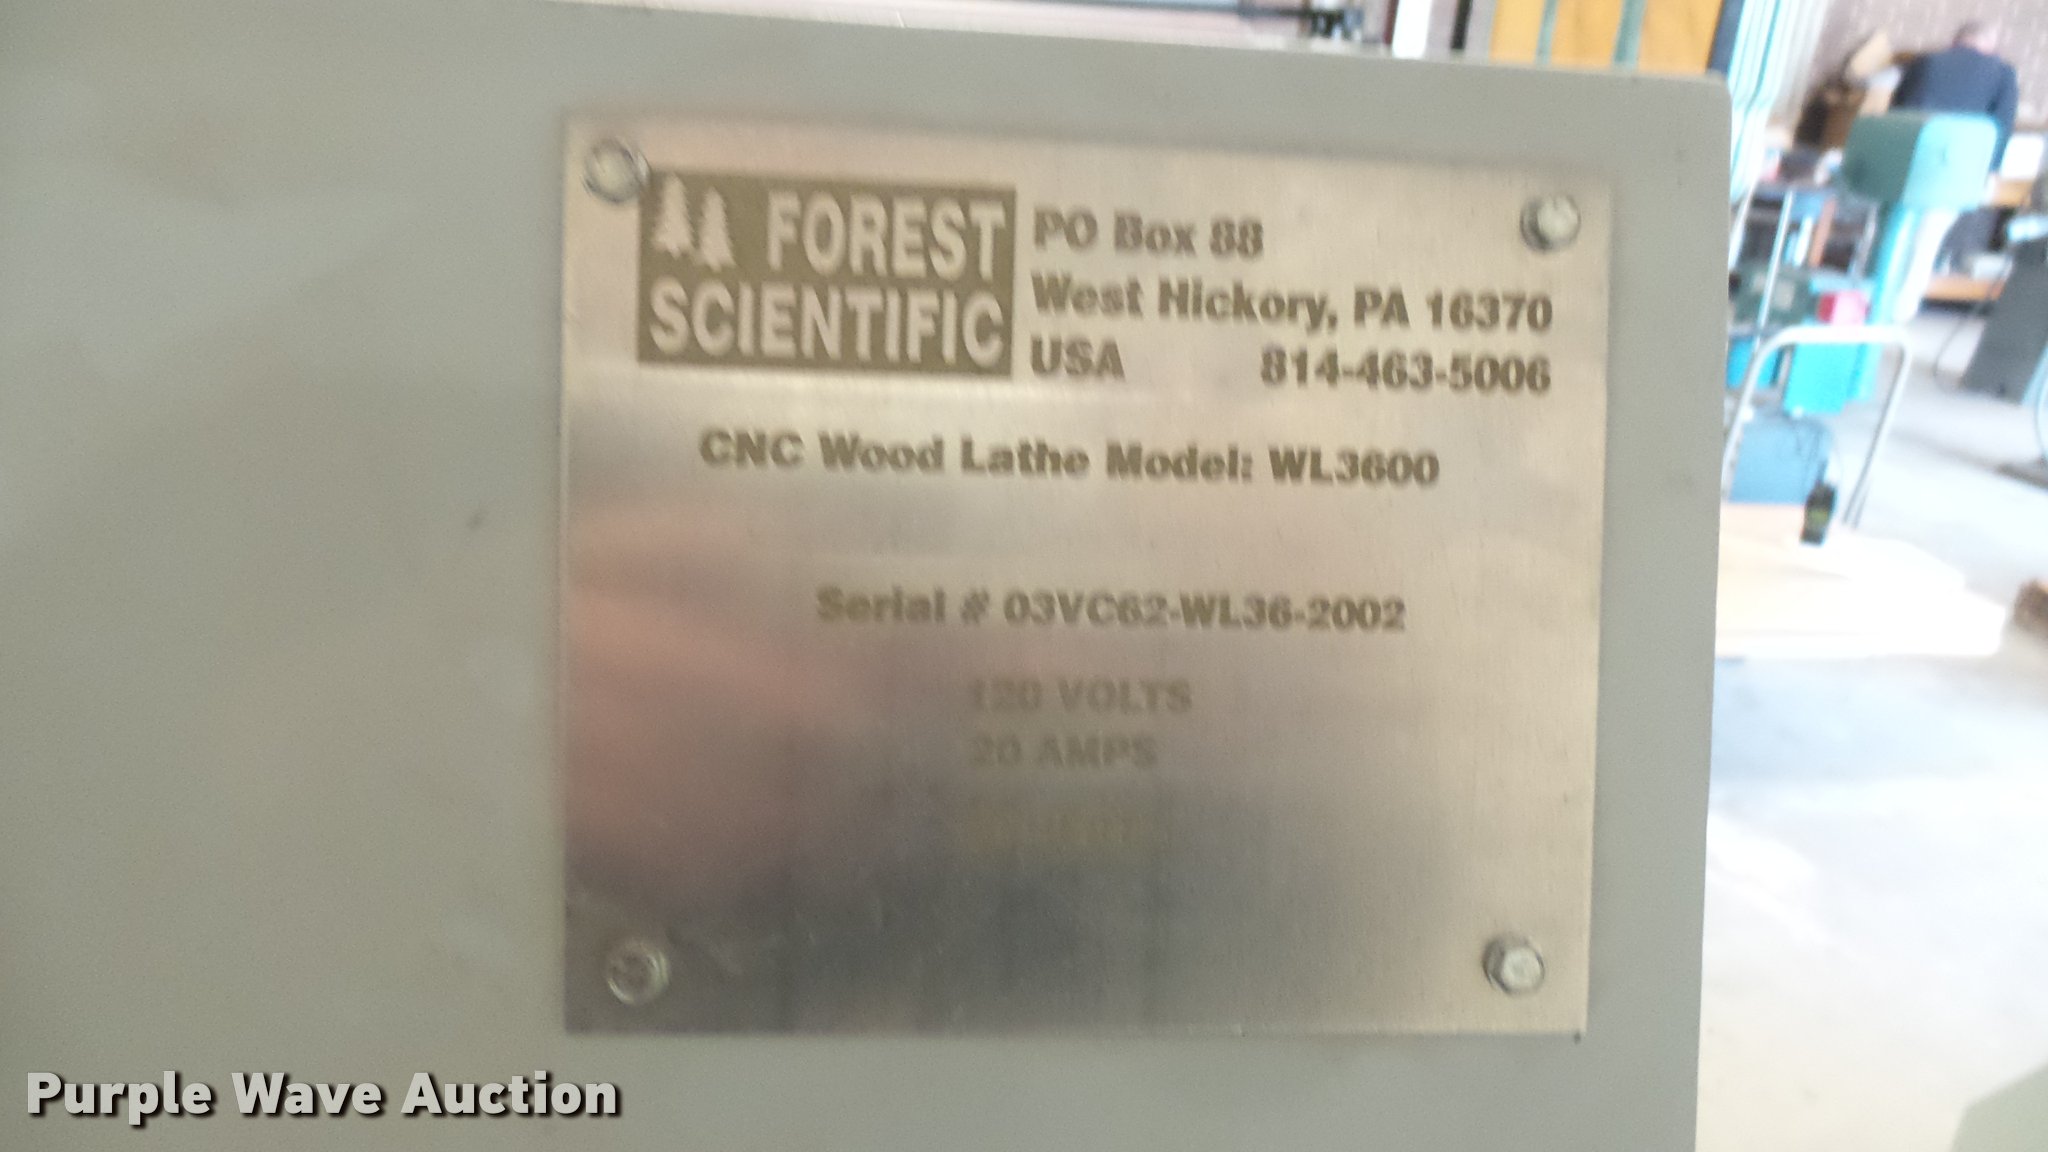 FOREST
SCIENTIFIC
PO Box 88
West Hickory, PA 16370
USA 814-463-5006
CNC Wood Lathe Model: WL3600
Serial # 03VC62-WL36-2002
120 VOLTS
20 AMPS
Purple Wave Auction